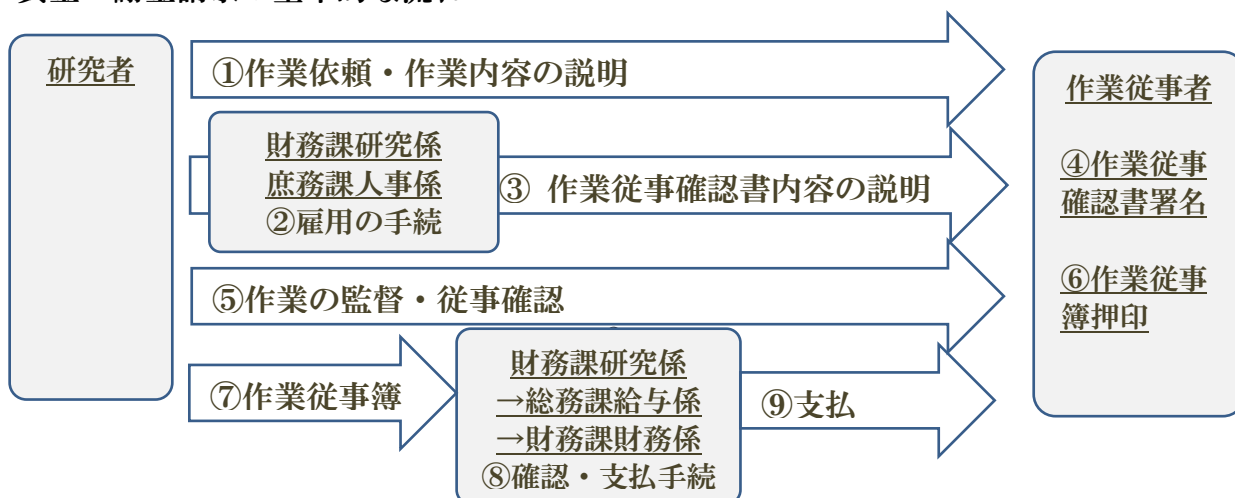 研究者
①作業依頼・作業内容の説明
財務課研究係
庶務課人事係
②雇用の手続
③ 作業従事確認書内容の説明
作業従事者
④作業従事
確認書署名
⑥作業従事
簿押印
⑤作業の監督・従事確認
⑦作業従事簿
財務課研究係
→総務課給与係
→財務課財務係
⑧確認・支払手続
⑨支払